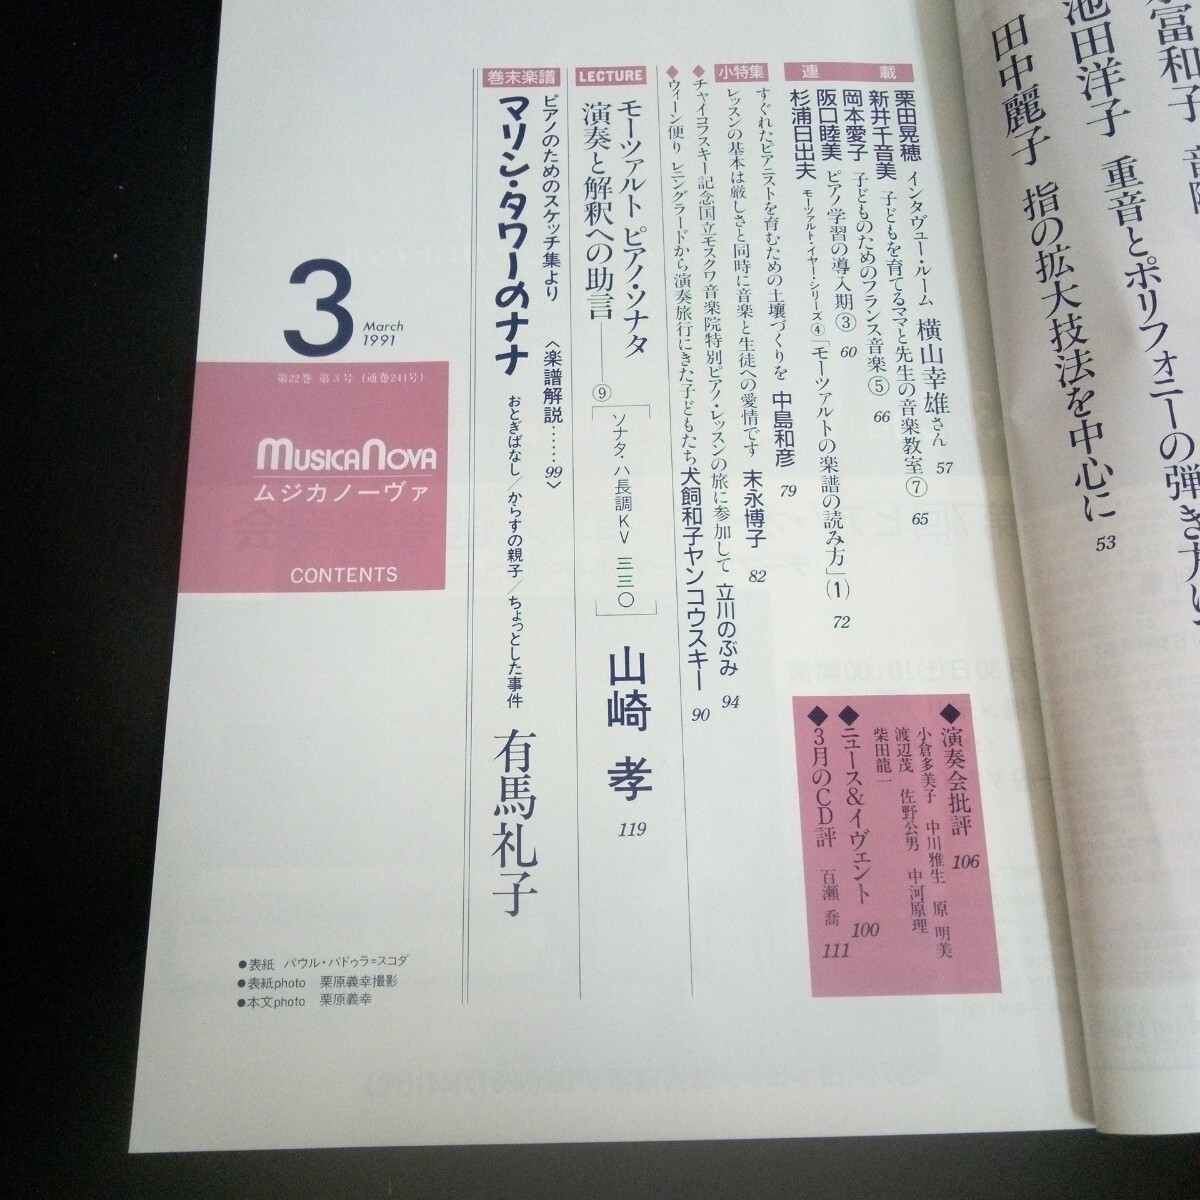 富和子
池田洋子 重音とポリフォニーの弾き方
田中麗子 指の拡大技法を中心に 53
連載
栗田晃穂 インタヴュー・ルーム 横山幸雄さん 57
新井千音美 子どもを育てるママと先生の音楽教室⑦ 65
岡本愛子 子どものためのフランス音楽⑤ 66
阪口睦美 ピアノ学習の導入期③ 60
杉浦日出夫 モーツァルト・イヤー・シリーズ④「モーツァルトの楽譜の読み方」(1) 72
小特集
すぐれたピアニストを育むための土壌づくりを 中島和彦 79
レッスンの基本は厳しさと同時に音楽と生徒への愛情です 末永博子 82
◆チャイコフスキー記念国立モスクワ音楽院特別ピアノ・レッスンの旅に参加して 立川のぶみ 94
◆ウィーン便り レニングラードから演奏旅行にきた子どもたち 犬飼和子ヤンコウスキー 90
LECTURE
モーツァルト ピアノ・ソナタ
演奏と解釈への助言——⑨
[ソナタ・ハ長調KV 三三〇]
山崎 孝 119
巻末楽譜
ピアノのためのスケッチ集より 〈楽譜解説……99〉
マリン・タワーのナナ
おとぎばなし/からすの親子/ちょっとした事件
有馬礼子
◆演奏会批評 106
小倉多美子 中川雅生 原 明美
渡辺茂 佐野公男 中河原理
柴田龍一
◆ニュース&イヴェント 100
◆3月のCD評 百瀬 喬 111
3
March
1991
第22巻 第3号 (通巻241号)
MUSICANOVA
ムジカノーヴァ
CONTENTS
●表紙 パウル・バドゥラ=スコダ
●表紙photo 栗原義幸撮影
●本文photo 栗原義幸